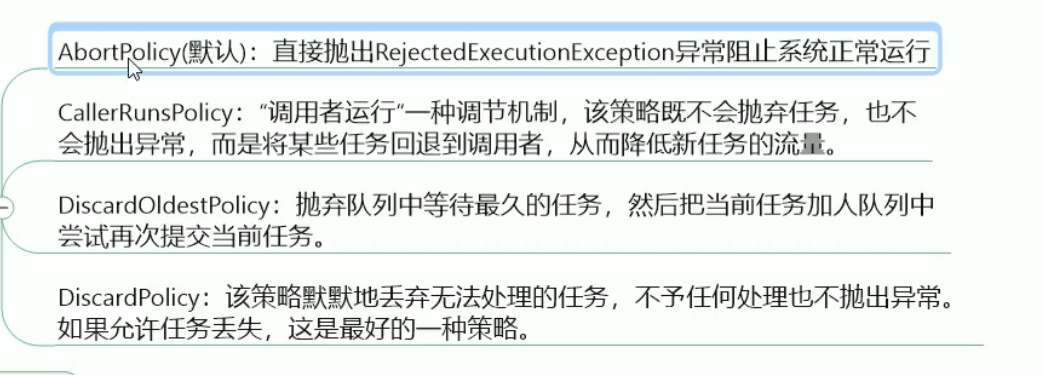 AbortPolicy(默认)：直接抛出RejectedExecutionException异常阻止系统正常运行
CallerRunsPolicy：“调用者运行“一种调节机制，该策略既不会抛弃任务，也不
会抛出异常，而是将某些任务回退到调用者，从而降低新任务的流量。
DiscardOldestPolicy：抛弃队列中等待最久的任务，然后把当前任务加人队列中
尝试再次提交当前任务。
DiscardPolicy：该策略默默地丢弃无法处理的任务，不予任何处理也不抛出异常。
如果允许任务丢失，这是最好的一种策略。